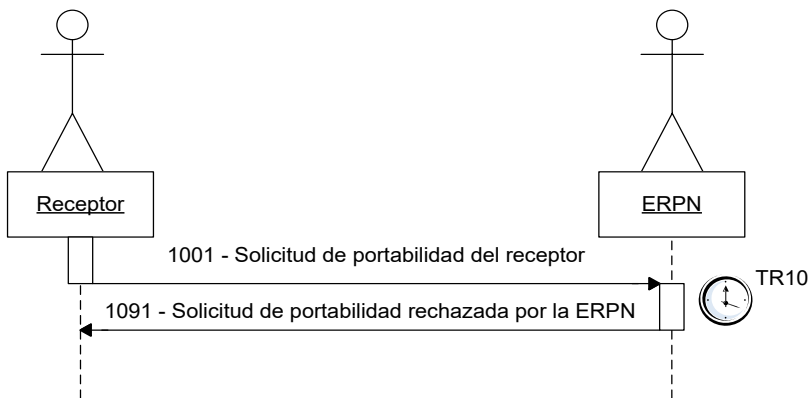 Receptor
ERPN
1001 - Solicitud de portabilidad del receptor
TR10
1091 - Solicitud de portabilidad rechazada por la ERPN